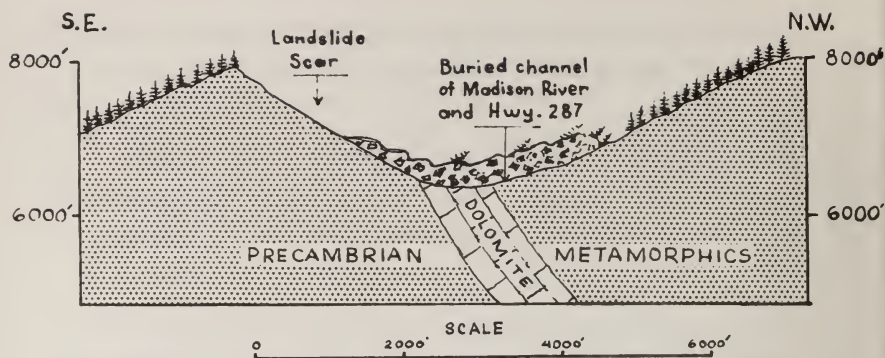 S.E.
N.W.
Landslide
Scar
8000'
8000'
Buried channel
of Madison River
and Hwy. 287
6000'
6000'
PRECAMBRIAN
DOLOMITE
METAMORPHICS
SCALE
0 2000' 4000' 6000'